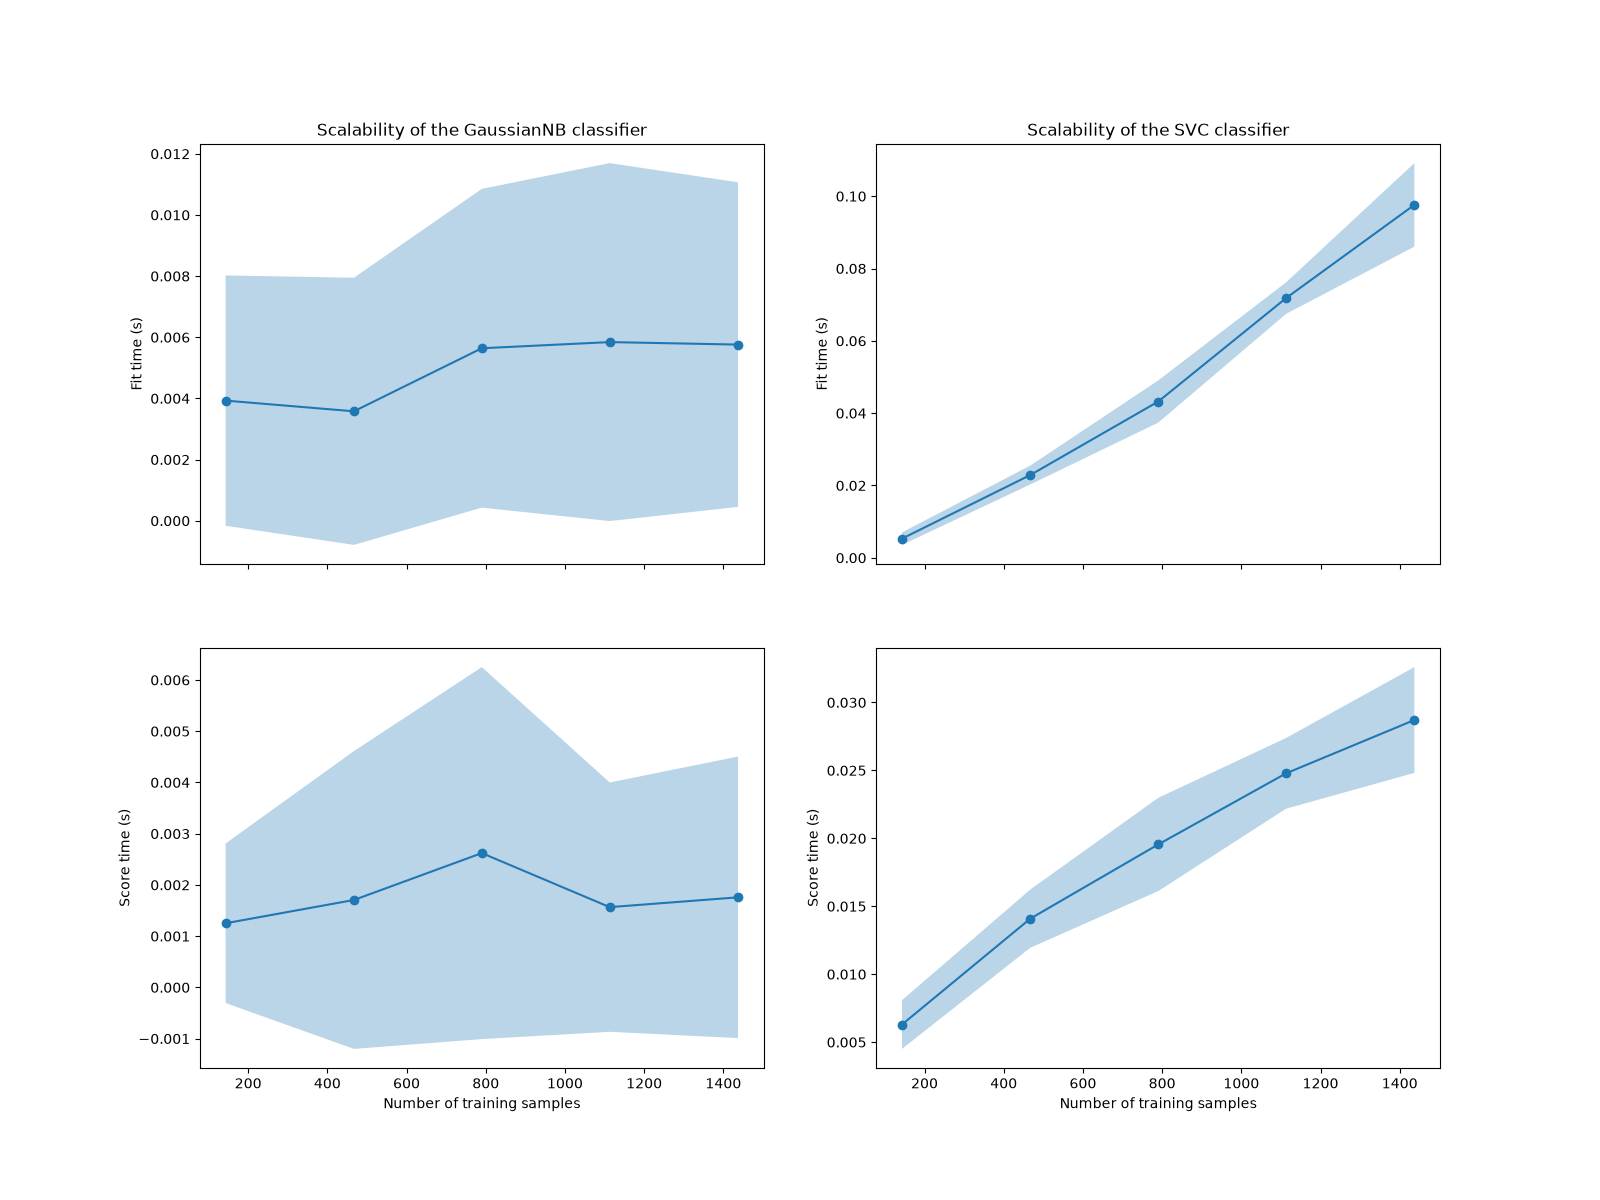 Scalability of the GaussianNB classifier
0.012
0.010
0.008
0.006
0.004
0.002
0.000
Fit time (s)
Scalability of the SVC classifier
0.10
0.08
0.06
0.04
0.02
0.00
Fit time (s)
0.006
0.005
0.004
0.003
0.002
0.001
0.000
−0.001
Score time (s)
200 400 600 800 1000 1200 1400
Number of training samples
0.030
0.025
0.020
0.015
0.010
0.005
Score time (s)
200 400 600 800 1000 1200 1400
Number of training samples